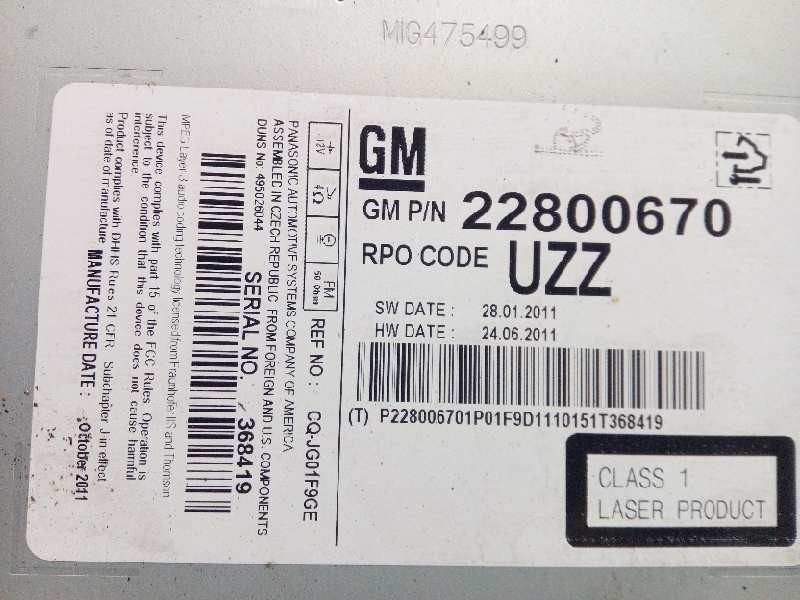 MIG475499
GM
GM P/N 22800670
RPO CODE UZZ
SW DATE : 28.01.2011
HW DATE : 24.06.2011
(T) P228006701P01F9D1110151T368419
CLASS 1
LASER PRODUCT
12V
4Ω
FM
REF NO : CQ-JG01F9GE
PANASONIC AUTOMOTIVE SYSTEMS COMPANY OF AMERICA
ASSEMBLED IN CZECH REPUBLIC FROM FOREIGN AND U.S. COMPONENTS
DUNS No: 495026044
SERIAL NO. 368419
MPEG Layer-3 audio coding technology licensed from Fraunhofer IIS and Thomson
This device complies with part 15 of the FCC Rules Operation is
subject to the condition that this device does not cause harmful
interference.
Product complies with DHHS Rules 21 CFR Subchapter J in effect
as of date of manufacture
MANUFACTURE DATE : October 2011